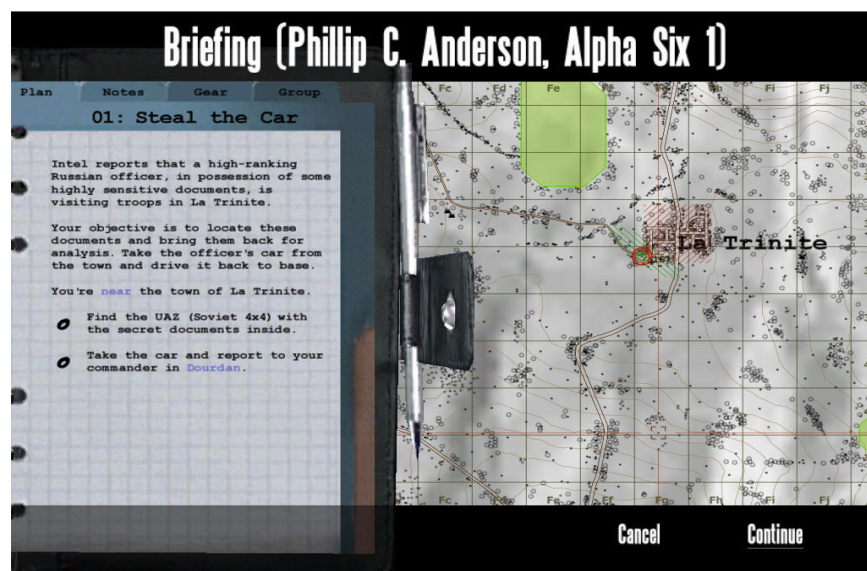 Briefing (Phillip C. Anderson, Alpha Six 1)
Plan Notes Gear Group
01: Steal the Car
Intel reports that a high-ranking
Russian officer, in possession of some
highly sensitive documents, is
visiting troops in La Trinite.
Your objective is to locate these
documents and bring them back for
analysis. Take the officer's car from
the town and drive it back to base.
You're near the town of La Trinite.
Find the UAZ (Soviet 4x4) with
the secret documents inside.
Take the car and report to your
commander in Dourdan.
Fc Fd Fe Ff Fh Fi Fj
La Trinite
Fc Fd Fe Ff Fg Fh Fi Fj
Cancel Continue